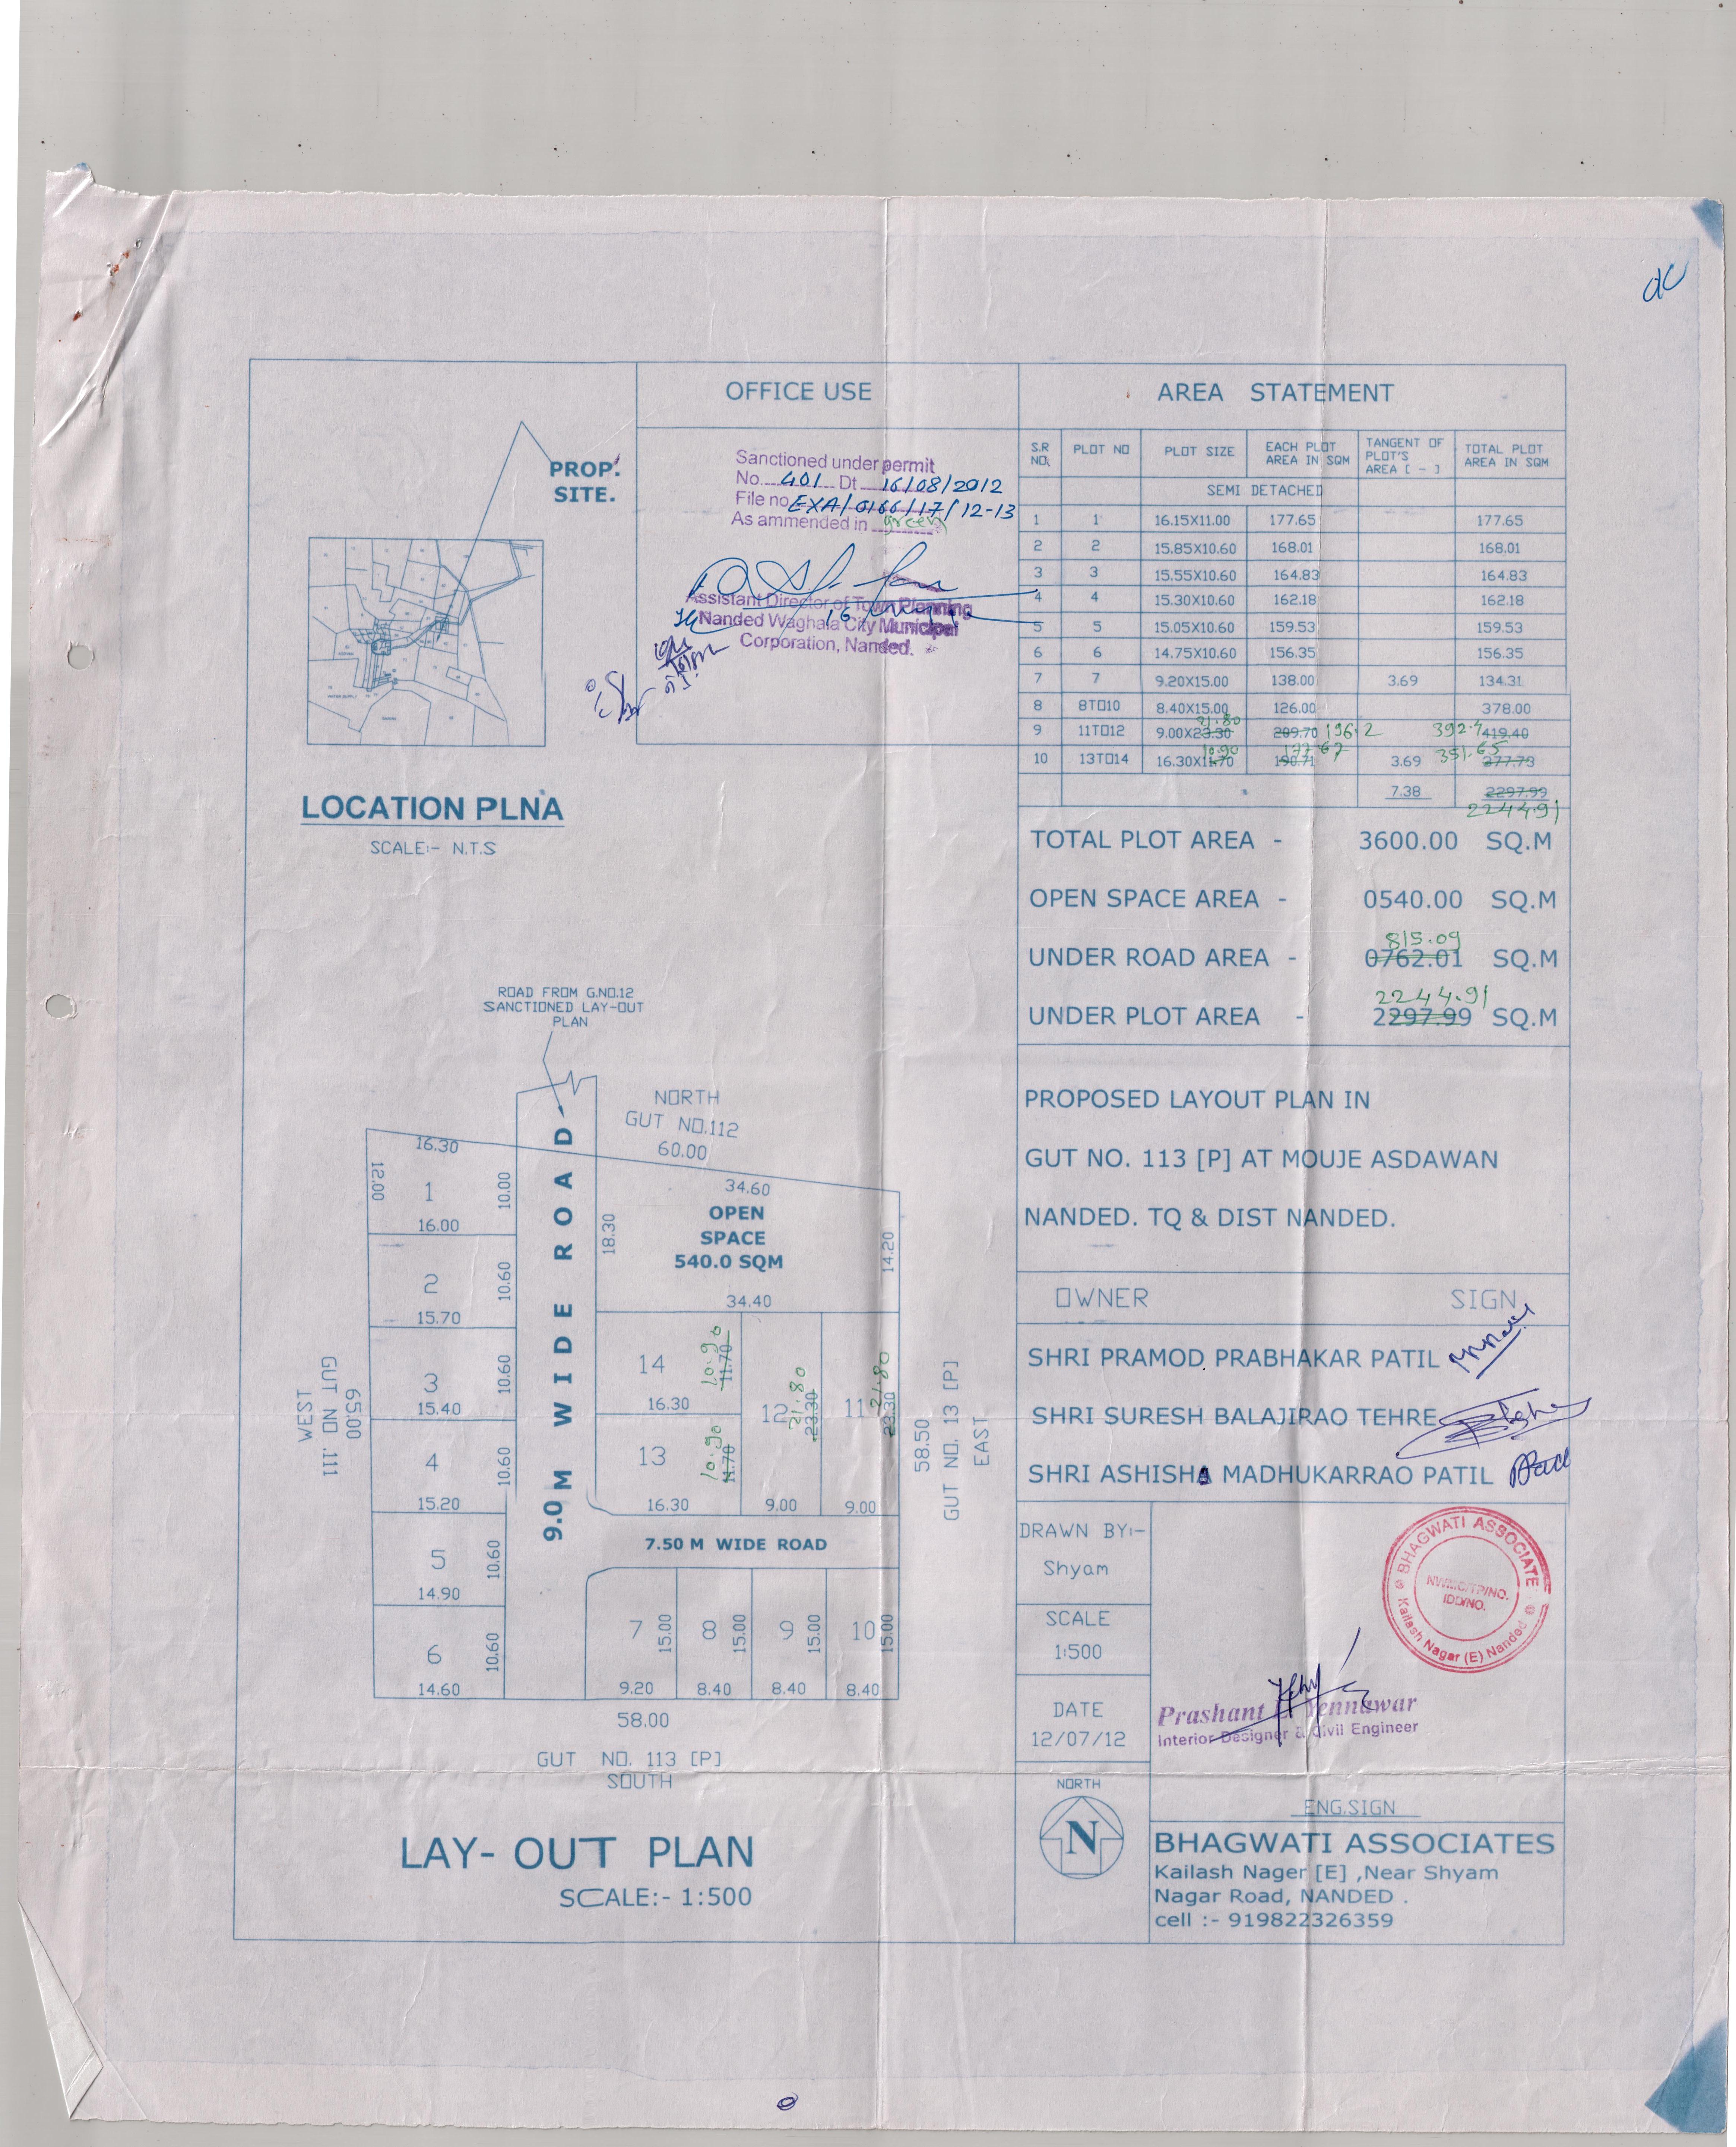 OFFICE USE
Sanctioned under permit
No. 401 Dt 16/08/2012
File no EXA/0166/17/12-13
As ammended in green
Assistant Director of Town Planning
Nanded Waghala City Municipal
Corporation, Nanded.
PROP.
SITE.
LOCATION PLNA
SCALE:- N.T.S
AREA STATEMENT
S.R NO. PLOT NO PLOT SIZE EACH PLOT AREA IN SQM TANGENT OF PLOT'S AREA [ - ] TOTAL PLOT AREA IN SQM
SEMI DETACHED
1 1 16.15X11.00 177.65 177.65
2 2 15.85X10.60 168.01 168.01
3 3 15.55X10.60 164.83 164.83
4 4 15.30X10.60 162.18 162.18
5 5 15.05X10.60 159.53 159.53
6 6 14.75X10.60 156.35 156.35
7 7 9.20X15.00 138.00 3.69 134.31
8 8TO10 8.40X15.00 126.00 378.00
21.80
9 11TO12 9.00X23.30 209.70 196.2 392.4 419.40
10.90 177.67 351.65
10 13TO14 16.30X11.70 190.71 3.69 377.73
7.38 2297.99
2244.91
TOTAL PLOT AREA - 3600.00 SQ.M
OPEN SPACE AREA - 0540.00 SQ.M
815.09
UNDER ROAD AREA - 0762.01 SQ.M
2244.91
UNDER PLOT AREA - 2297.99 SQ.M
PROPOSED LAYOUT PLAN IN
GUT NO. 113 [P] AT MOUJE ASDAWAN
NANDED. TQ & DIST NANDED.
OWNER SIGN
SHRI PRAMOD PRABHAKAR PATIL
SHRI SURESH BALAJIRAO TEHRE
SHRI ASHISH MADHUKARRAO PATIL
DRAWN BY:-
Shyam
SCALE
1:500
DATE
12/07/12
NORTH
N
BHAGWATI ASSOCIATE
NWMC/TP/NO.
IDD/NO.
Kailash Nagar (E) Nanded
Prashant Yennawar
Interior Designer & Civil Engineer
ENG.SIGN
BHAGWATI ASSOCIATES
Kailash Nager [E] ,Near Shyam
Nagar Road, NANDED .
cell :- 919822326359
ROAD FROM G.NO.12
SANCTIONED LAY-OUT
PLAN
NORTH
GUT NO.112
60.00
16.30
12.00
1
10.00
16.00
2
10.60
15.70
3
10.60
15.40
4
10.60
15.20
5
10.60
14.90
6
10.60
14.60
WEST
GUT NO .111
65.00
9.0 M WIDE ROAD
34.60
OPEN
SPACE
540.0 SQM
18.30
14.20
34.40
14
10.90
11.70
16.30
13
10.90
11.70
16.30
12
21.80
23.30
9.00
11
21.80
23.30
9.00
58.50
GUT NO. 13 [P]
EAST
7.50 M WIDE ROAD
7
15.00
9.20
8
15.00
8.40
9
15.00
8.40
10
15.00
8.40
58.00
GUT NO. 113 [P]
SOUTH
LAY- OUT PLAN
SCALE:- 1:500